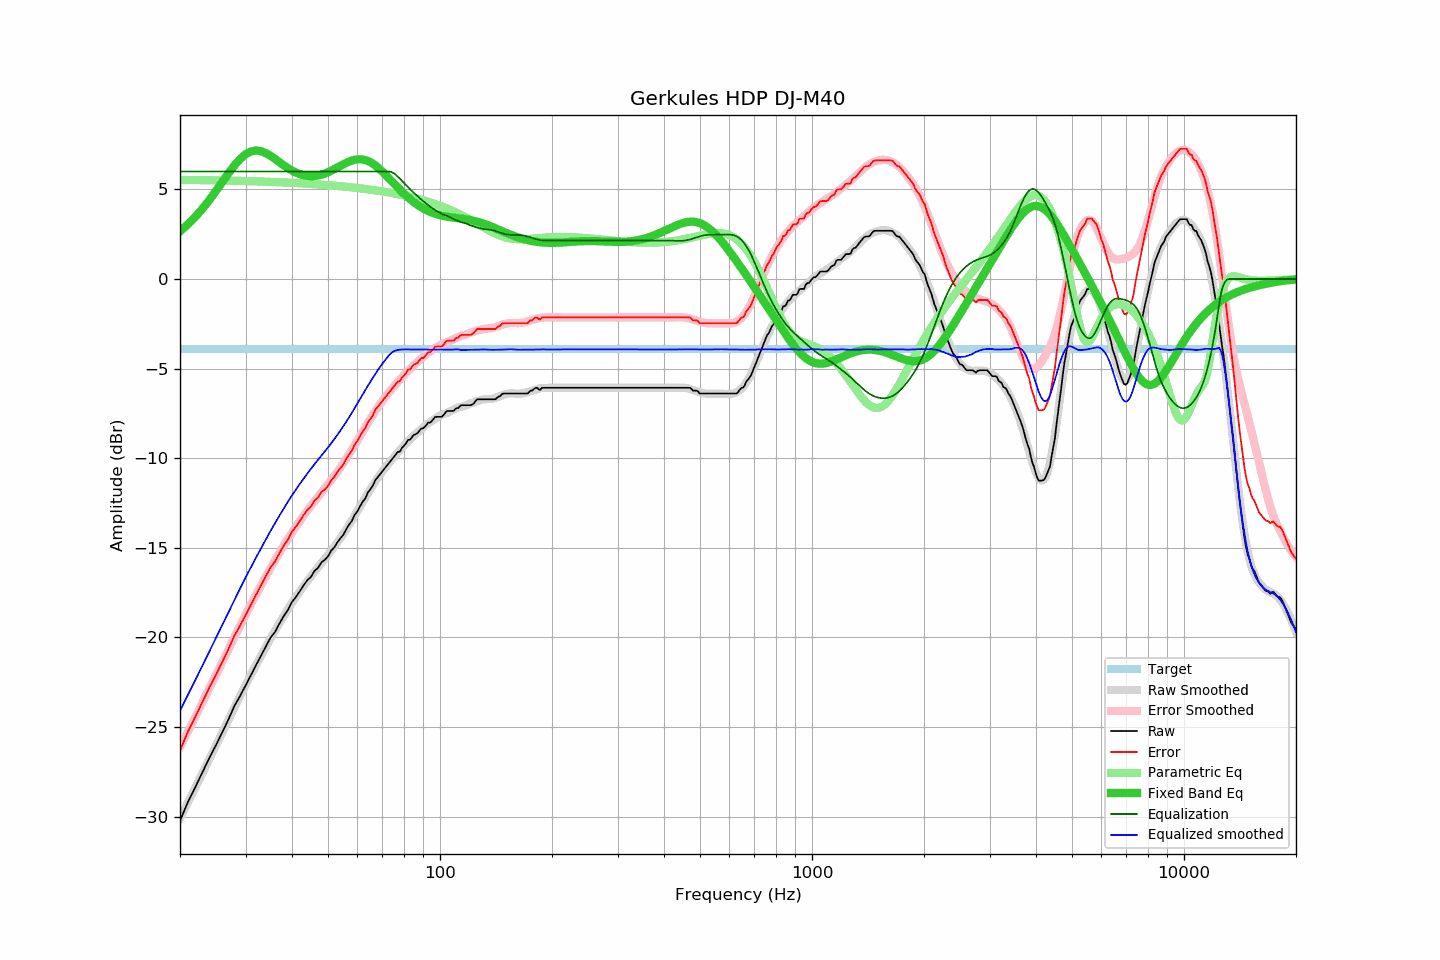 Gerkules HDP DJ-M40
5
0
−5
−10
−15
−20
−25
−30
Amplitude (dBr)
100
1000
10000
Frequency (Hz)
Target
Raw Smoothed
Error Smoothed
Raw
Error
Parametric Eq
Fixed Band Eq
Equalization
Equalized smoothed